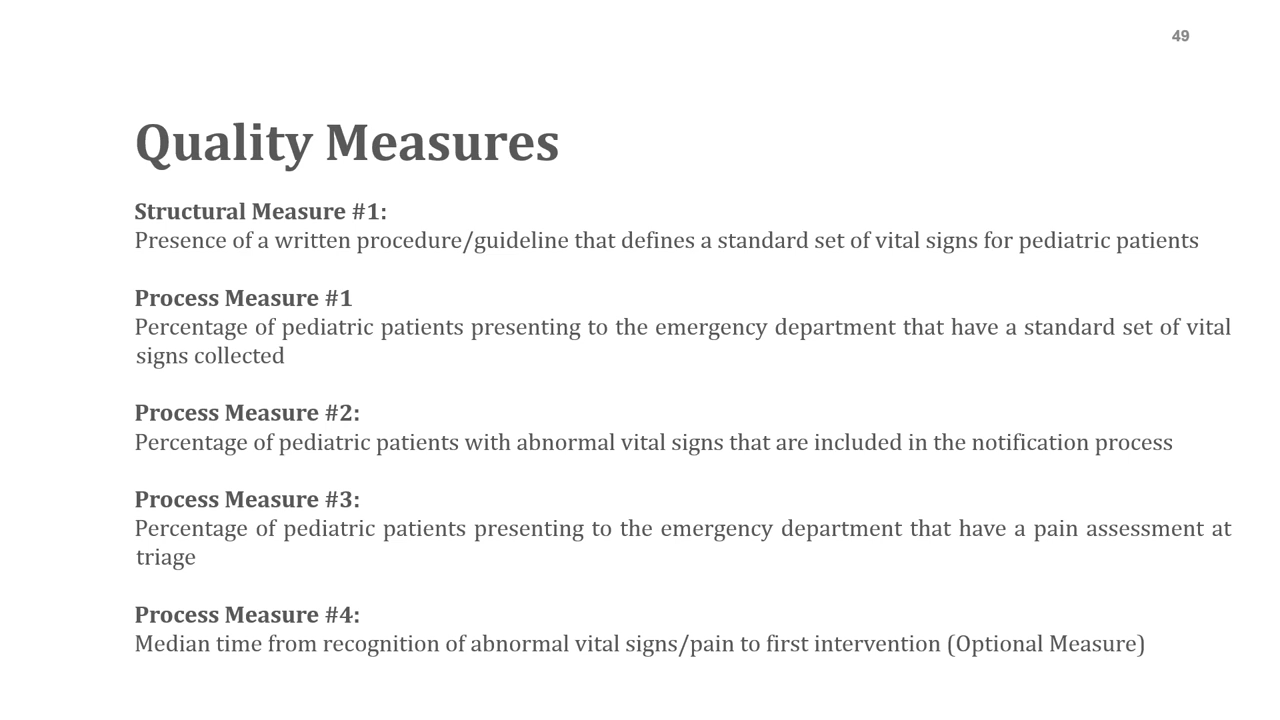 49
Quality Measures
Structural Measure #1:
Presence of a written procedure/guideline that defines a standard set of vital signs for pediatric patients
Process Measure #1
Percentage of pediatric patients presenting to the emergency department that have a standard set of vital
signs collected
Process Measure #2:
Percentage of pediatric patients with abnormal vital signs that are included in the notification process
Process Measure #3:
Percentage of pediatric patients presenting to the emergency department that have a pain assessment at
triage
Process Measure #4:
Median time from recognition of abnormal vital signs/pain to first intervention (Optional Measure)